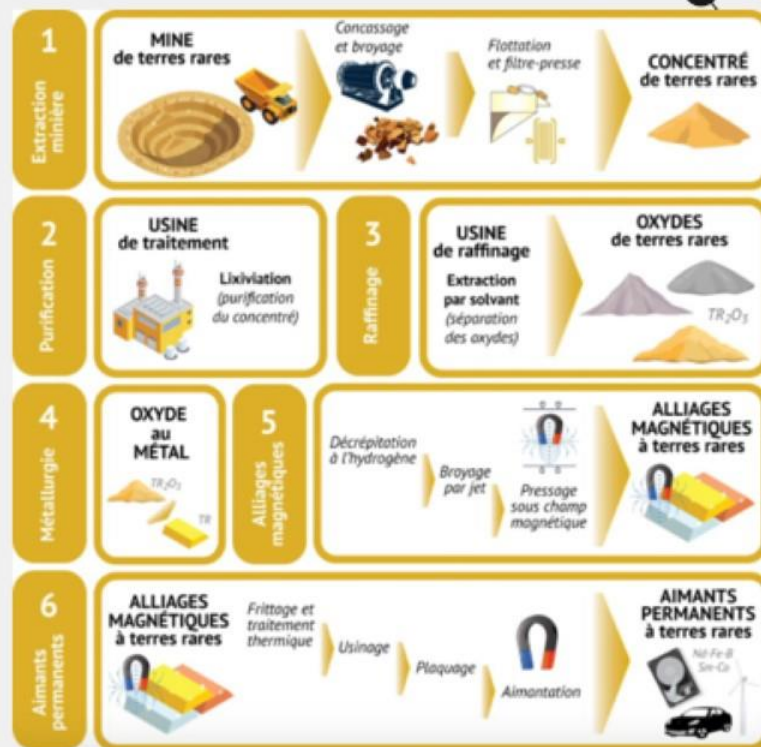 1
Extraction
minière
MINE
de terres rares
Concassage
et broyage
Flottation
et filtre-presse
CONCENTRÉ
de terres rares
2
Purification
USINE
de traitement
Lixiviation
(purification
du concentré)
3
Raffinage
USINE
de raffinage
Extraction
par solvant
(séparation
des oxydes)
OXYDES
de terres rares
TR₂O₃
4
Métallurgie
OXYDE
au
MÉTAL
TR₂O₃
TR
5
Alliages
magnétiques
Décrépitation
à l'hydrogène
Broyage
par jet
Pressage
sous champ
magnétique
ALLIAGES
MAGNÉTIQUES
à terres rares
6
Aimants
permanents
ALLIAGES
MAGNÉTIQUES
à terres rares
Frittage et
traitement
thermique
Usinage
Plaquage
Aimantation
AIMANTS
PERMANENTS
à terres rares
Nd-Fe-B
Sm-Co